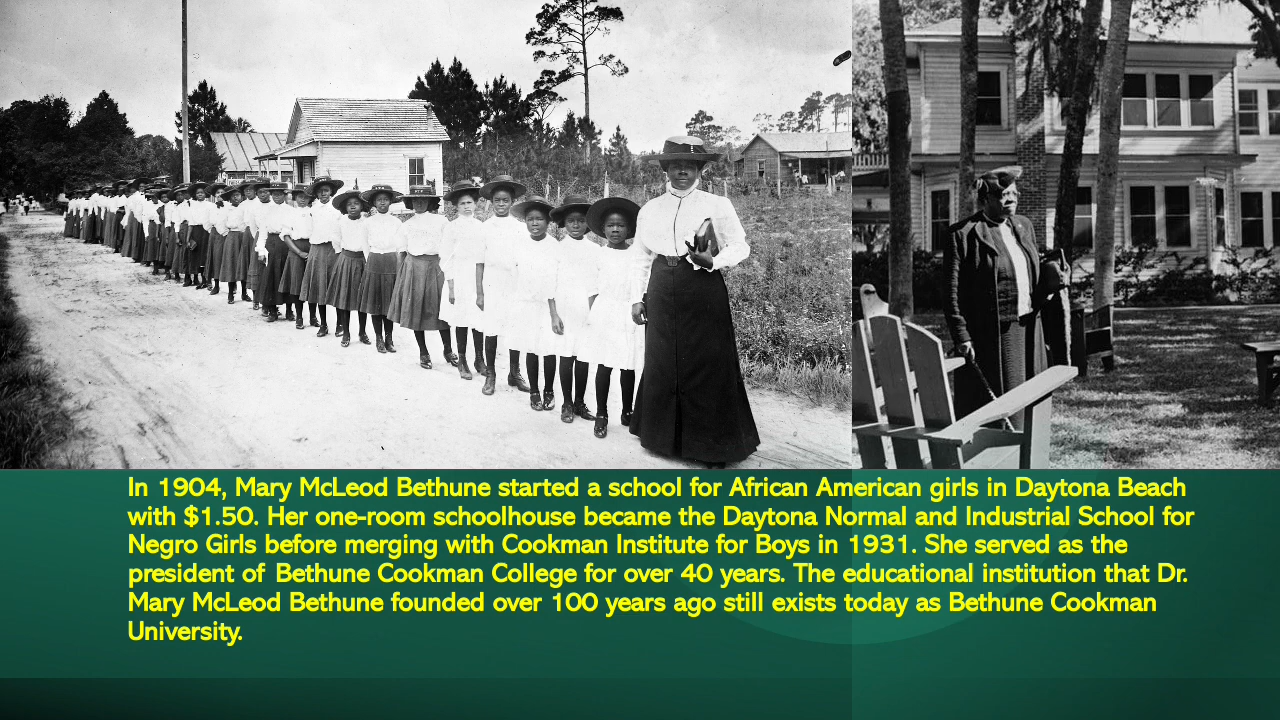 In 1904, Mary McLeod Bethune started a school for African American girls in Daytona Beach
with $1.50. Her one-room schoolhouse became the Daytona Normal and Industrial School for
Negro Girls before merging with Cookman Institute for Boys in 1931. She served as the
president of Bethune Cookman College for over 40 years. The educational institution that Dr.
Mary McLeod Bethune founded over 100 years ago still exists today as Bethune Cookman
University.